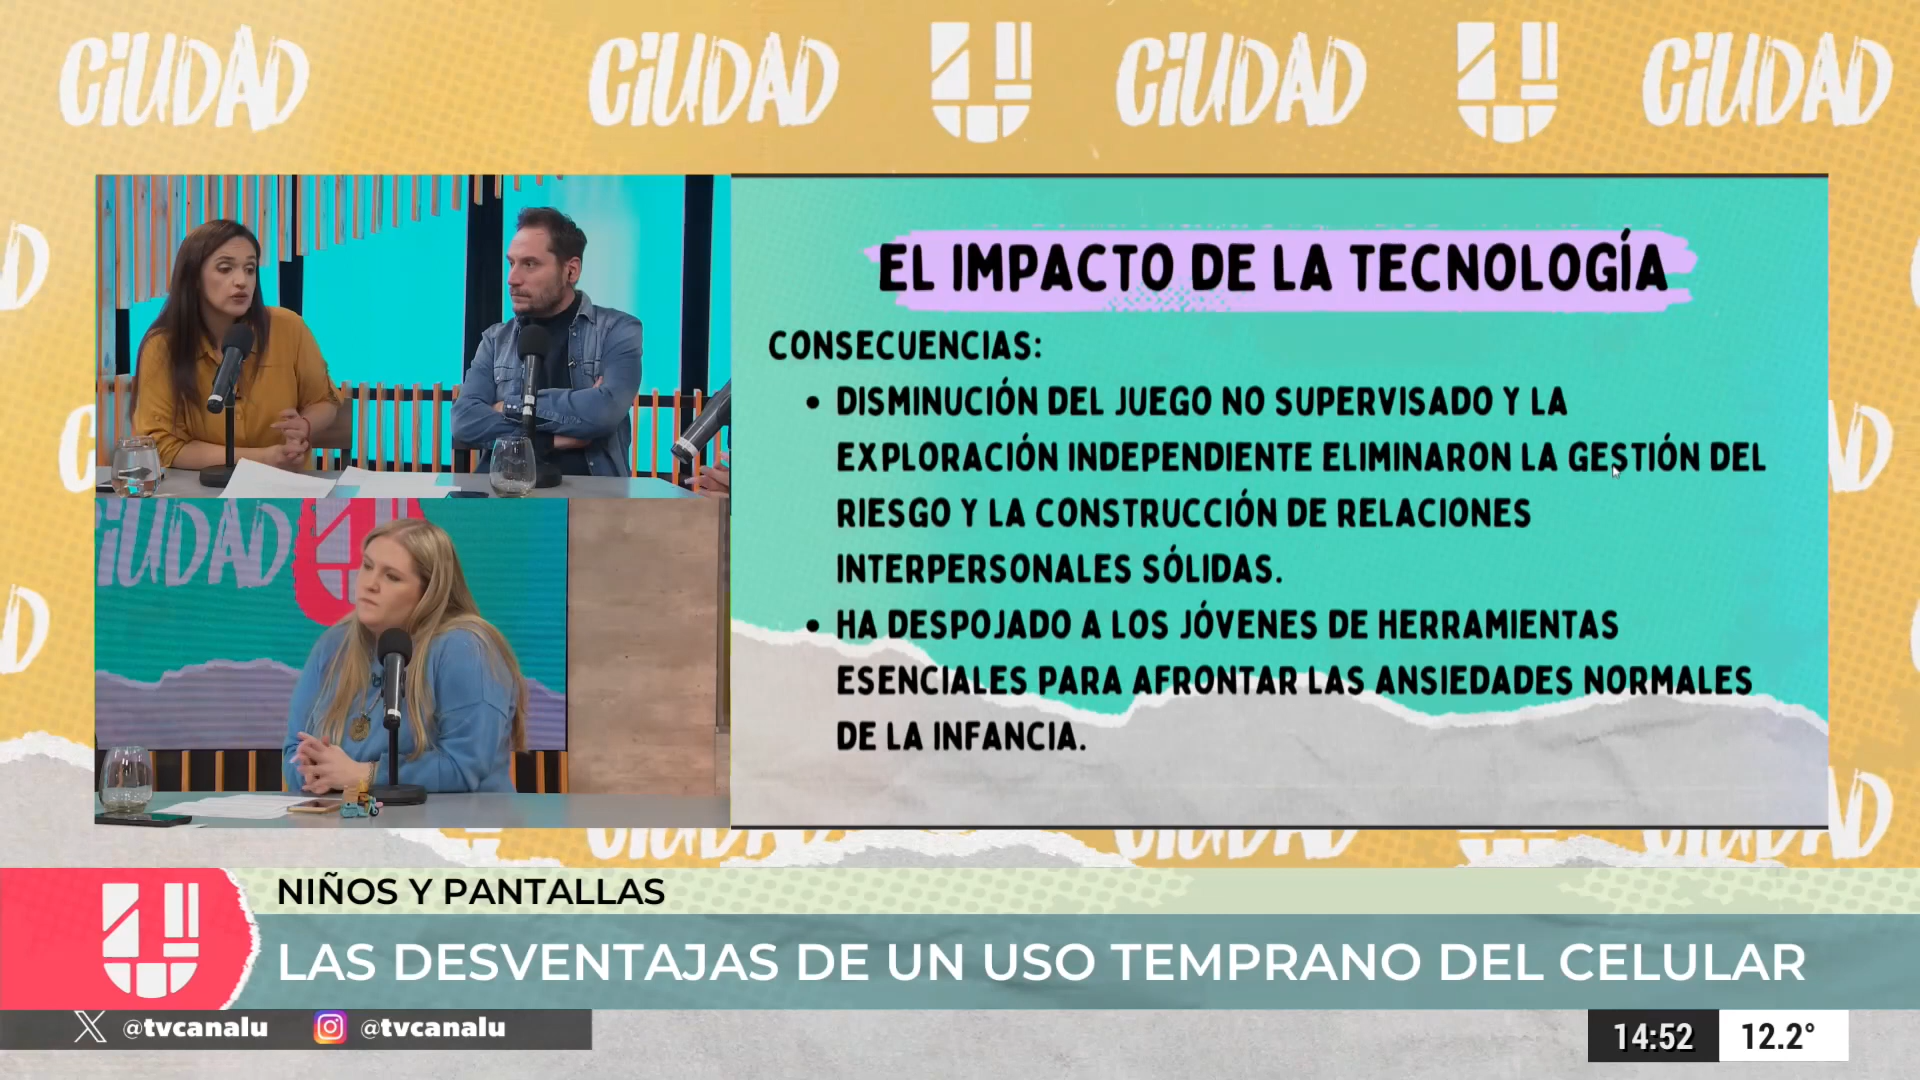 CiUDAD CiUDAD U CiUDAD U CiUDAD
EL IMPACTO DE LA TECNOLOGÍA
CONSECUENCIAS:
• DISMINUCIÓN DEL JUEGO NO SUPERVISADO Y LA
EXPLORACIÓN INDEPENDIENTE ELIMINARON LA GESTIÓN DEL
RIESGO Y LA CONSTRUCCIÓN DE RELACIONES
INTERPERSONALES SÓLIDAS.
• HA DESPOJADO A LOS JÓVENES DE HERRAMIENTAS
ESENCIALES PARA AFRONTAR LAS ANSIEDADES NORMALES
DE LA INFANCIA.
CiUDAD
NIÑOS Y PANTALLAS
U
LAS DESVENTAJAS DE UN USO TEMPRANO DEL CELULAR
@tvcanalu @tvcanalu
14:52 12.2°